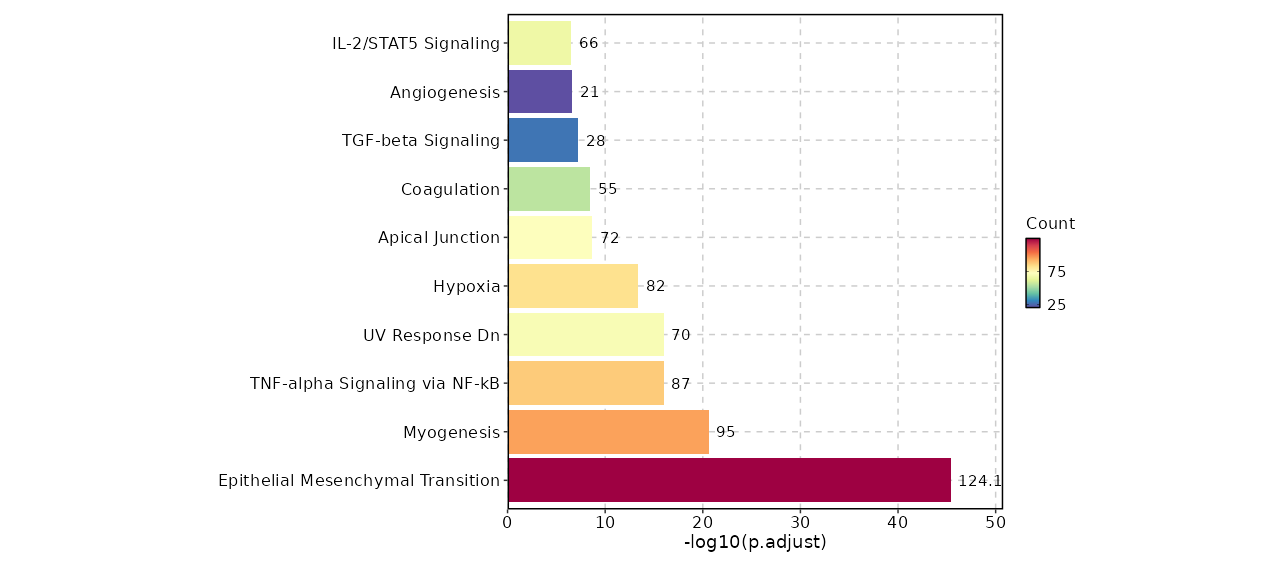 IL-2/STAT5 Signaling
66
Angiogenesis
21
TGF-beta Signaling
28
Coagulation
55
Apical Junction
72
Hypoxia
82
UV Response Dn
70
TNF-alpha Signaling via NF-kB
87
Myogenesis
95
Epithelial Mesenchymal Transition
124.1
0 10 20 30 40 50
-log10(p.adjust)
Count
75
25